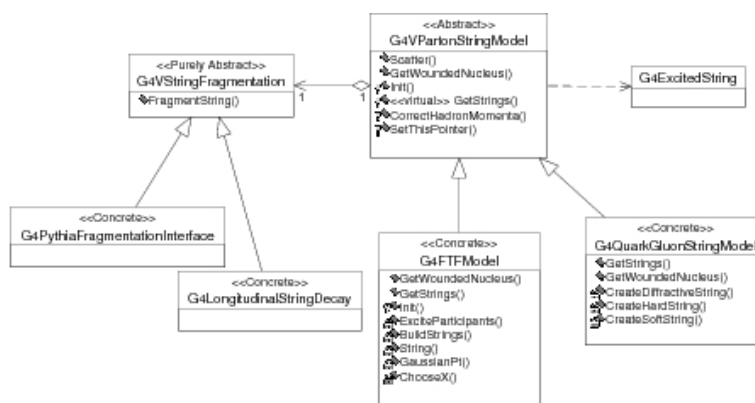 <<Purely Abstract>>
G4VStringFragmentation
FragmentString()
1
1
<<Abstract>>
G4VPartonStringModel
Scatter()
GetWoundedNucleus()
Init()
<<virtual>> GetStrings()
CorrectHadronMomenta()
SetThisPointer()
G4ExcitedString
<<Concrete>>
G4PythiaFragmentationInterface
<<Concrete>>
G4LongitudinalStringDecay
<<Concrete>>
G4FTFModel
GetWoundedNucleus()
GetStrings()
Init()
ExciteParticipants()
BuildStrings()
String()
GaussianPt()
ChooseX()
<<Concrete>>
G4QuarkGluonStringModel
GetStrings()
GetWoundedNucleus()
CreateDiffractiveString()
CreateHardString()
CreateSoftString()